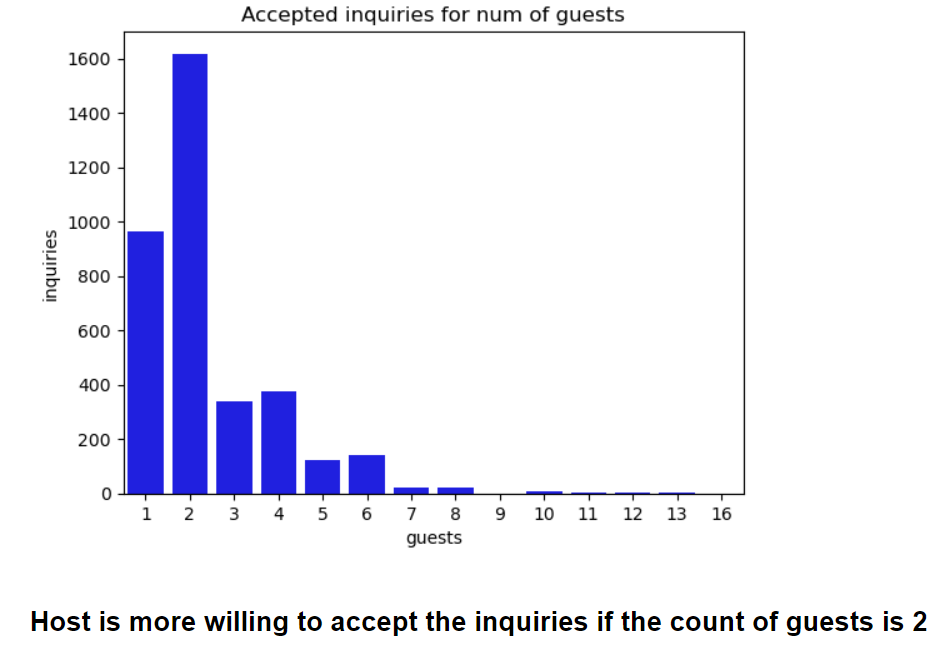 Accepted inquiries for num of guests
1600
1400
1200
1000
800
600
400
200
0
inquiries
1 2 3 4 5 6 7 8 9 10 11 12 13 16
guests
Host is more willing to accept the inquiries if the count of guests is 2